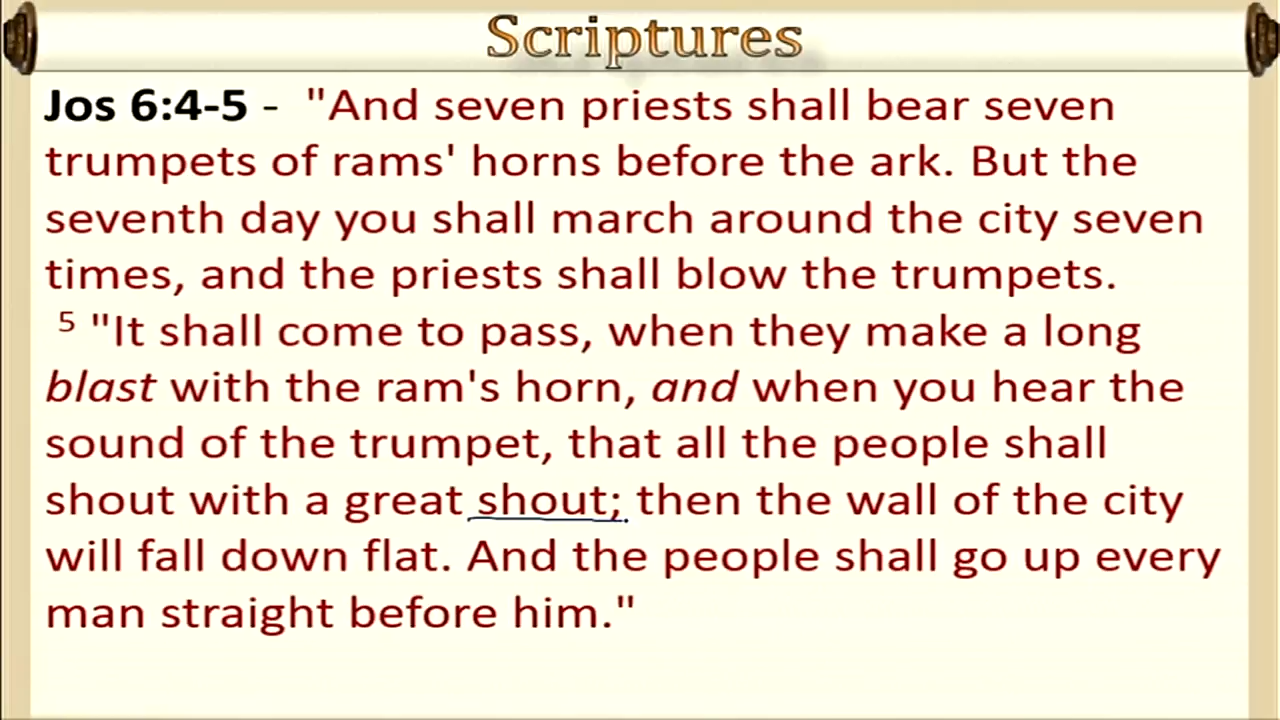 Scriptures
Jos 6:4-5 - "And seven priests shall bear seven
trumpets of rams' horns before the ark. But the
seventh day you shall march around the city seven
times, and the priests shall blow the trumpets.
5 "It shall come to pass, when they make a long
blast with the ram's horn, and when you hear the
sound of the trumpet, that all the people shall
shout with a great shout; then the wall of the city
will fall down flat. And the people shall go up every
man straight before him."